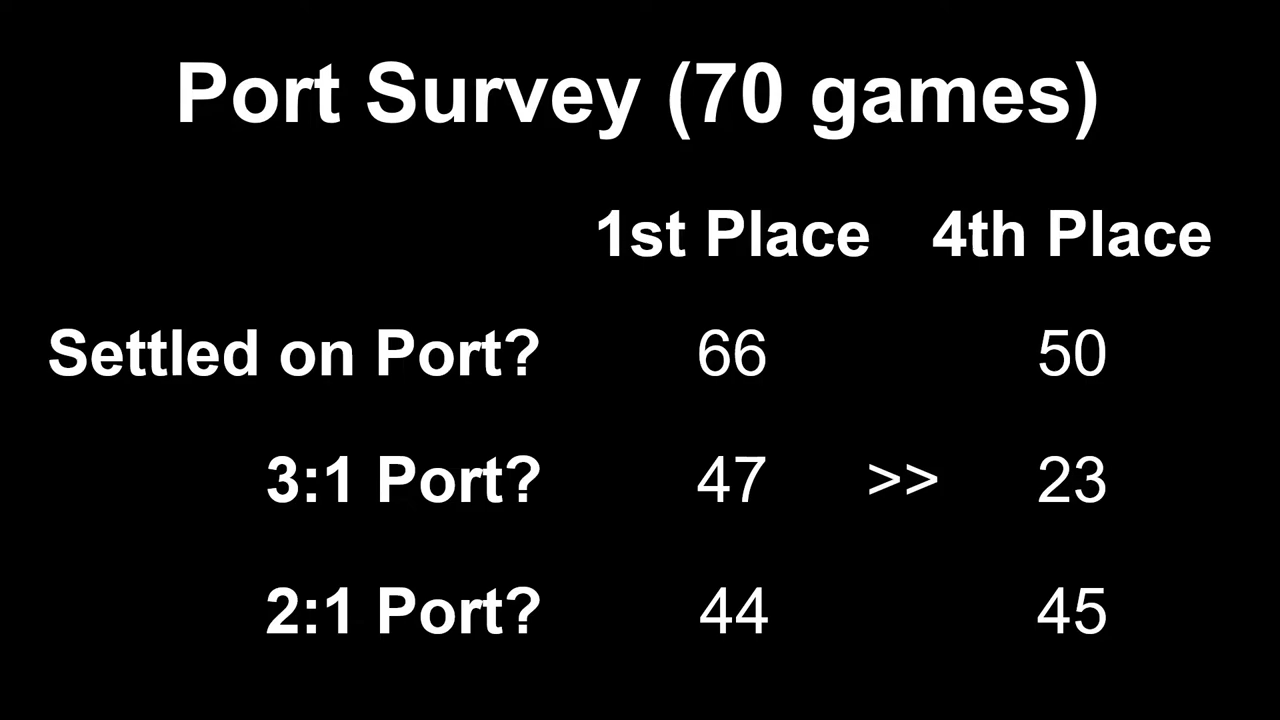 Port Survey (70 games)
1st Place 4th Place
Settled on Port? 66 50
3:1 Port? 47 >> 23
2:1 Port? 44 45